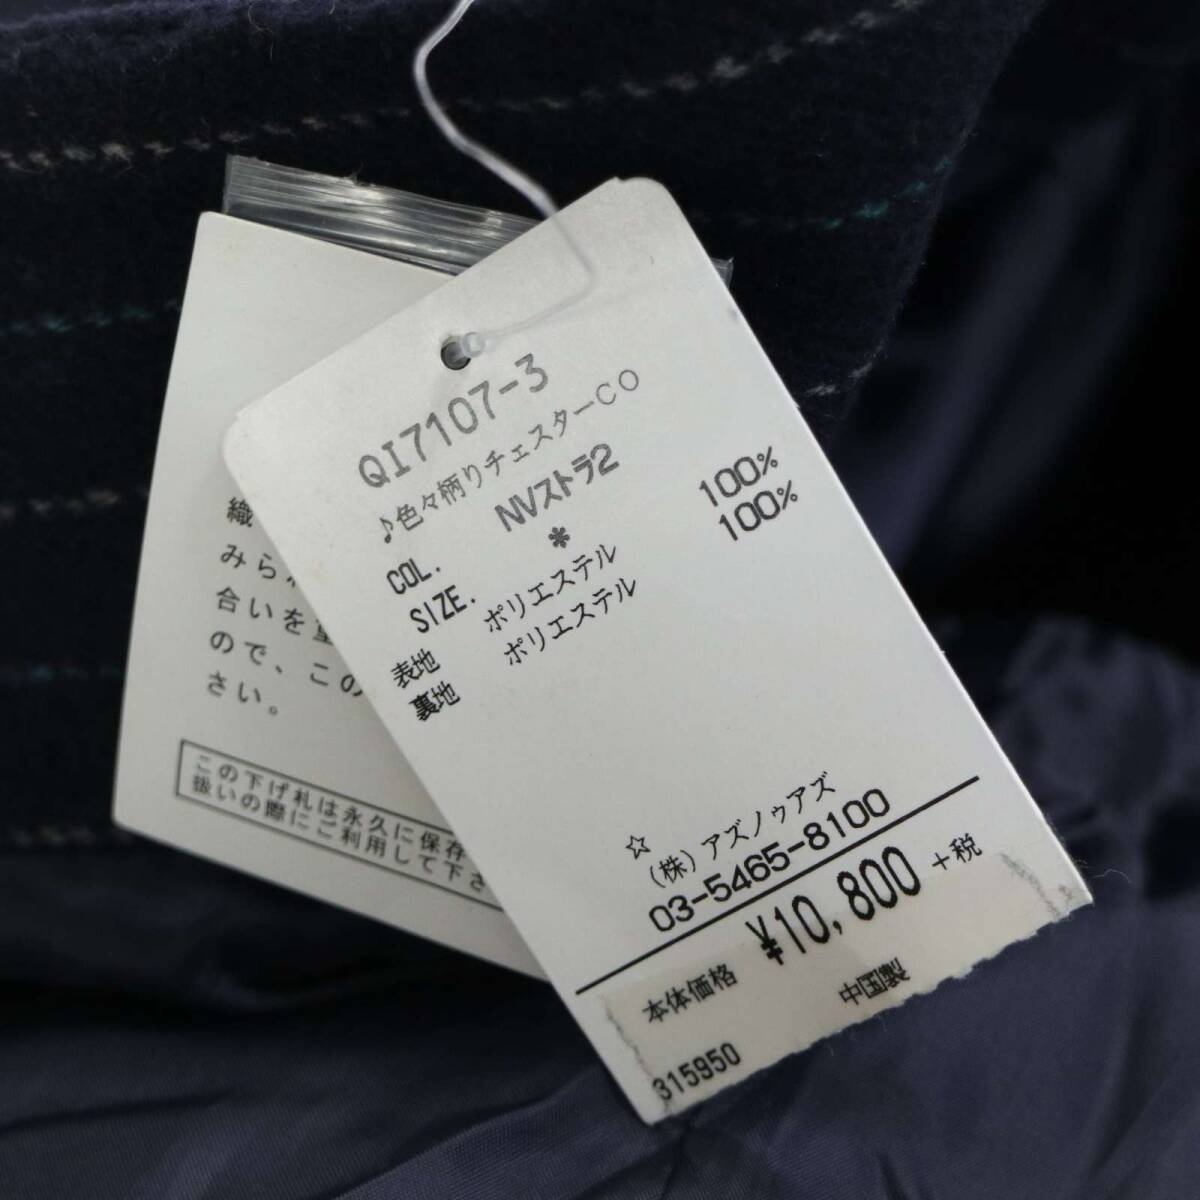 QI7107-3
♪色々柄りチェスターCO
COL. NVストラ2
SIZE. *
表地 ポリエステル 100%
裏地 ポリエステル 100%
☆
(株)アズノゥアズ
03-5465-8100
本体価格 ¥10,800 +税
315950 中国製
織
みら
合いを
ので、この
さい。
この下げ札は永久に保存
扱いの際にご利用して下さ